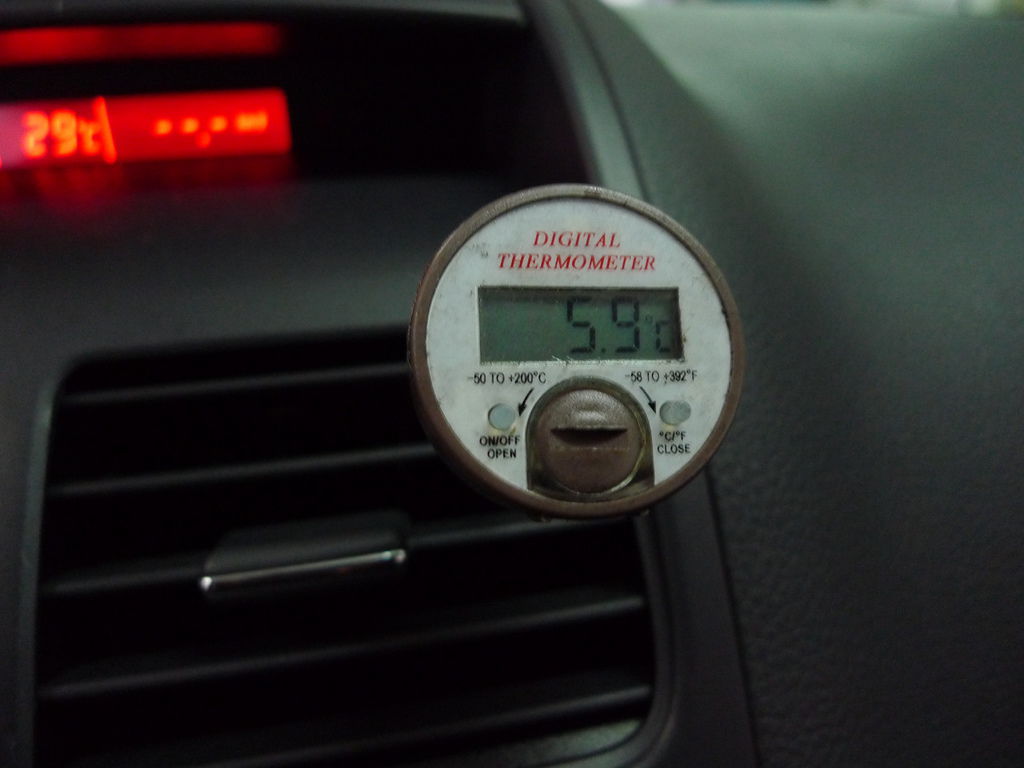 29℃
DIGITAL
THERMOMETER
5.9℃
-50 TO +200°C
-58 TO +392°F
ON/OFF
OPEN
°C/°F
CLOSE